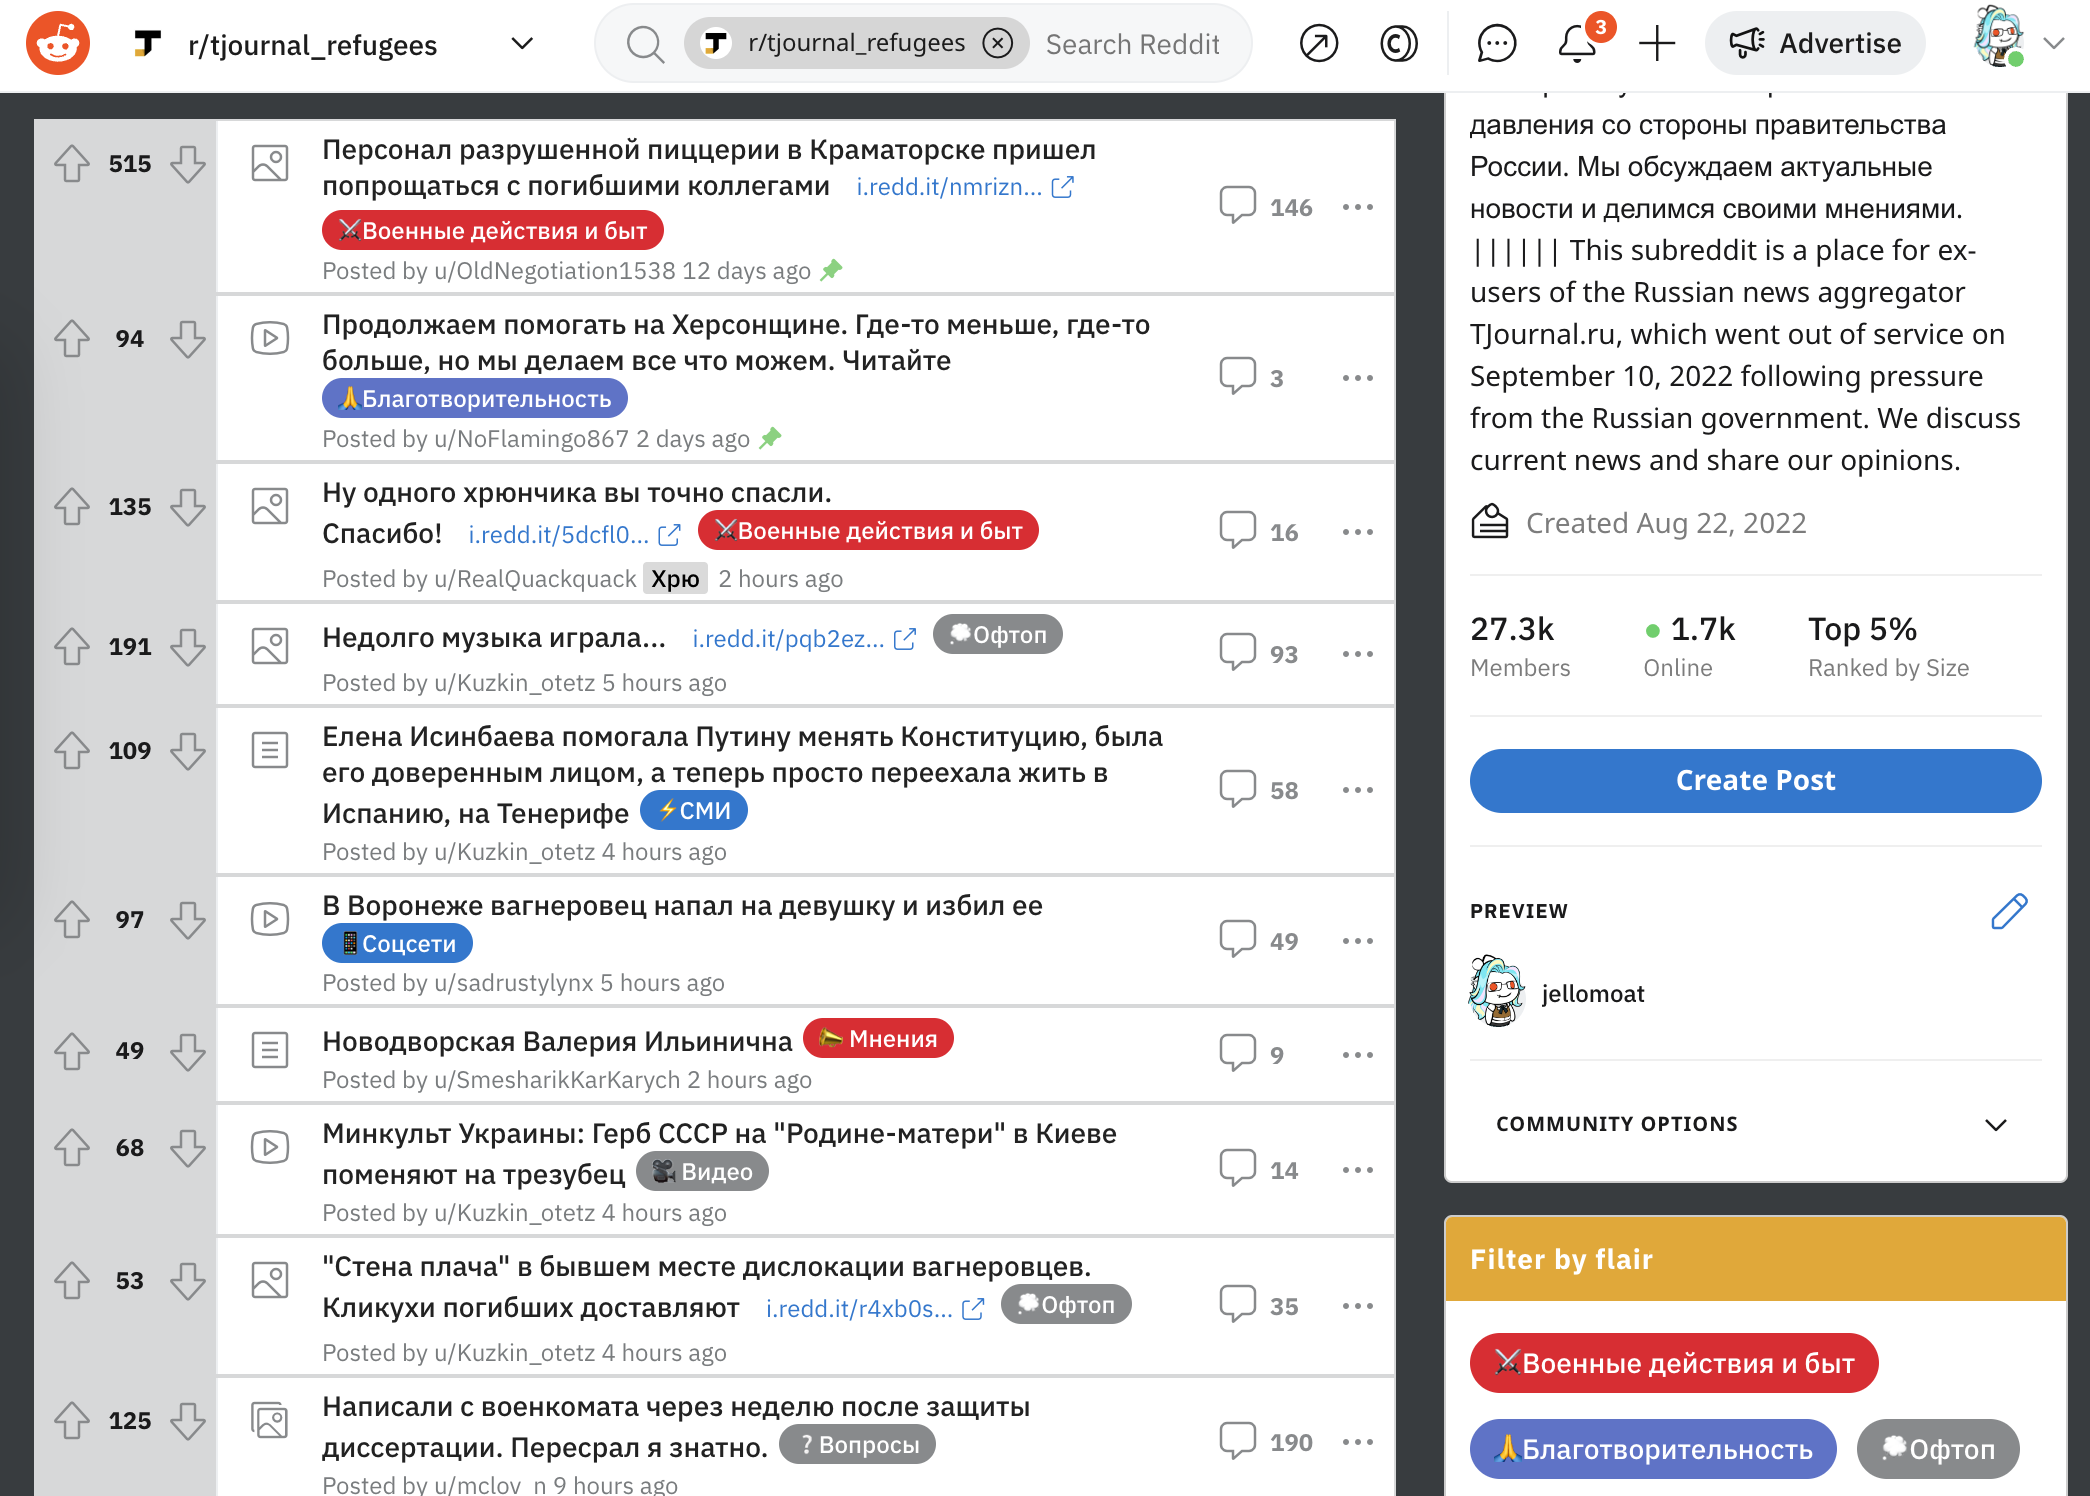 r/tjournal_refugees
r/tjournal_refugees Search Reddit
3
Advertise
515
Персонал разрушенной пиццерии в Краматорске пришел
попрощаться с погибшими коллегами i.redd.it/nmrizn...
⚔Военные действия и быт
Posted by u/OldNegotiation1538 12 days ago
146
94
Продолжаем помогать на Херсонщине. Где-то меньше, где-то
больше, но мы делаем все что можем. Читайте
🙏Благотворительность
Posted by u/NoFlamingo867 2 days ago
3
135
Ну одного хрюнчика вы точно спасли.
Спасибо! i.redd.it/5dcfl0... ⚔Военные действия и быт
Posted by u/RealQuackquack Хрю 2 hours ago
16
191
Недолго музыка играла... i.redd.it/pqb2ez... 💭Офтоп
Posted by u/Kuzkin_otetz 5 hours ago
93
109
Елена Исинбаева помогала Путину менять Конституцию, была
его доверенным лицом, а теперь просто переехала жить в
Испанию, на Тенерифе ⚡СМИ
Posted by u/Kuzkin_otetz 4 hours ago
58
97
В Воронеже вагнеровец напал на девушку и избил ее
📱Соцсети
Posted by u/sadrustylynx 5 hours ago
49
49
Новодворская Валерия Ильинична 📣 Мнения
Posted by u/SmesharikKarKarych 2 hours ago
9
68
Минкульт Украины: Герб СССР на "Родине-матери" в Киеве
поменяют на трезубец 🎥 Видео
Posted by u/Kuzkin_otetz 4 hours ago
14
53
"Стена плача" в бывшем месте дислокации вагнеровцев.
Кликухи погибших доставляют i.redd.it/r4xb0s... 💭Офтоп
Posted by u/Kuzkin_otetz 4 hours ago
35
125
Написали с военкомата через неделю после защиты
диссертации. Пересрал я знатно. ❔Вопросы
Posted by u/mclov_n 9 hours ago
190
давления со стороны правительства
России. Мы обсуждаем актуальные
новости и делимся своими мнениями.
|||||| This subreddit is a place for ex-
users of the Russian news aggregator
TJournal.ru, which went out of service on
September 10, 2022 following pressure
from the Russian government. We discuss
current news and share our opinions.
Created Aug 22, 2022
27.3k 1.7k Top 5%
Members Online Ranked by Size
Create Post
PREVIEW
jellomoat
COMMUNITY OPTIONS
Filter by flair
⚔Военные действия и быт
🙏Благотворительность 💭Офтоп